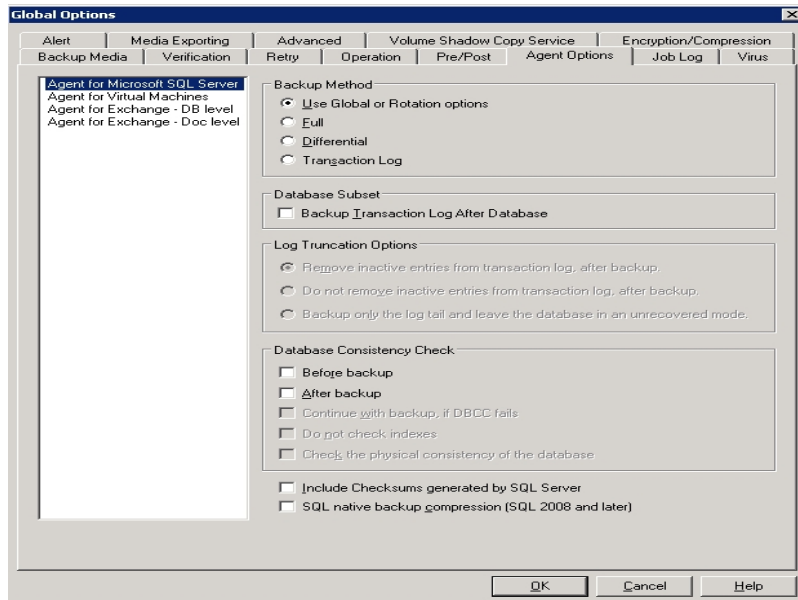 Global Options
Alert Media Exporting Advanced Volume Shadow Copy Service Encryption/Compression
Backup Media Verification Retry Operation Pre/Post Agent Options Job Log Virus
Agent for Microsoft SQL Server
Agent for Virtual Machines
Agent for Exchange - DB level
Agent for Exchange - Doc level
Backup Method
Use Global or Rotation options
Full
Differential
Transaction Log
Database Subset
Backup Transaction Log After Database
Log Truncation Options
Remove inactive entries from transaction log, after backup.
Do not remove inactive entries from transaction log, after backup.
Backup only the log tail and leave the database in an unrecovered mode.
Database Consistency Check
Before backup
After backup
Continue with backup, if DBCC fails
Do not check indexes
Check the physical consistency of the database
Include Checksums generated by SQL Server
SQL native backup compression (SQL 2008 and later)
OK Cancel Help